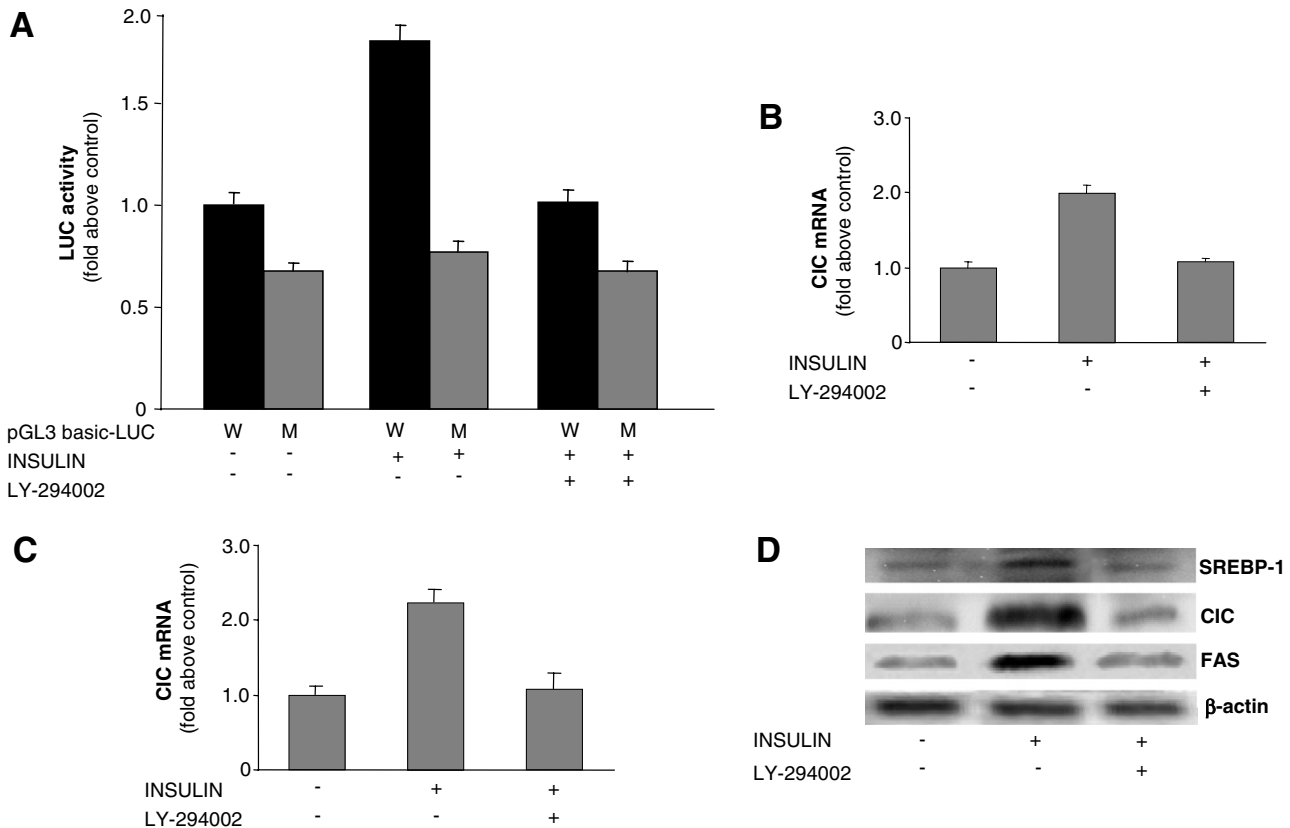 A
LUC activity
(fold above control)
2.0
1.5
1.0
0.5
0
pGL3 basic-LUC W M W M W M
INSULIN - - + + + +
LY-294002 - - - - + +
B
CIC mRNA
(fold above control)
3.0
2.0
1.0
0
INSULIN - + +
LY-294002 - - +
C
CIC mRNA
(fold above control)
3.0
2.0
1.0
0
INSULIN - + +
LY-294002 - - +
D
SREBP-1
CIC
FAS
β-actin
INSULIN - + +
LY-294002 - - +